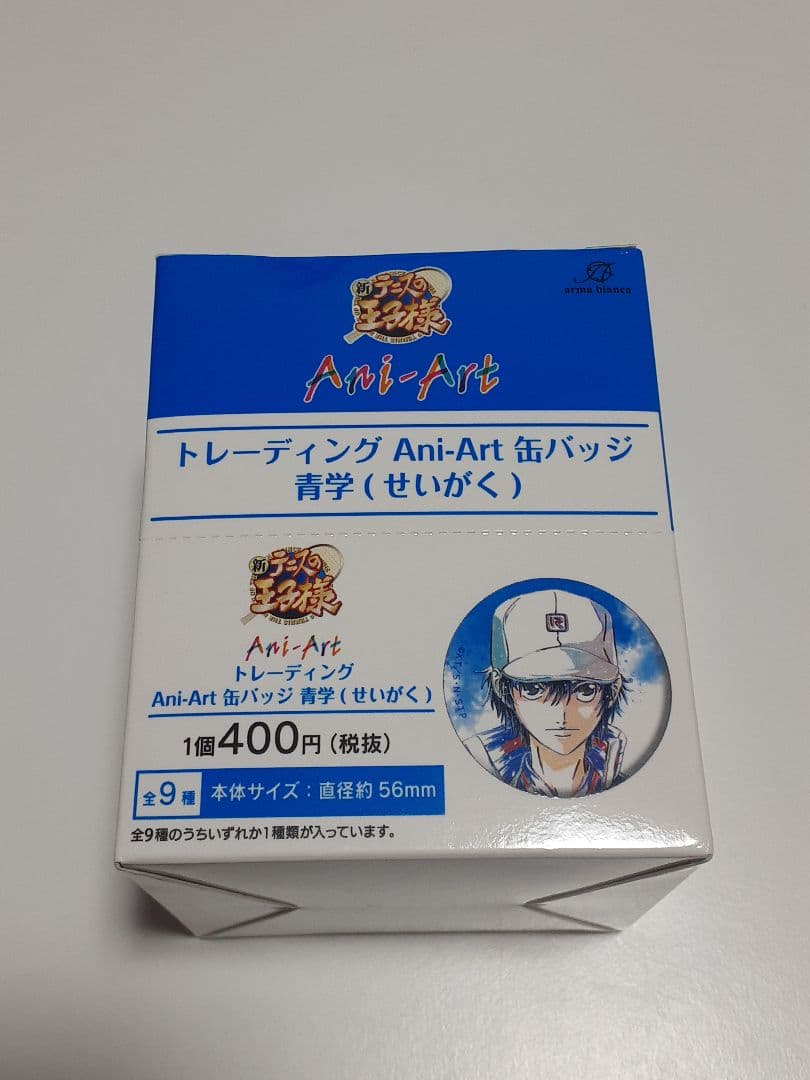 新テニスの
王子様
arma bianca
Ani-Art
トレーディング Ani-Art 缶バッジ
青学 ( せいがく )
新テニスの
王子様
Ani-Art
トレーディング
Ani-Art 缶バッジ 青学 ( せいがく )
1個400円 (税抜)
全9種
本体サイズ：直径約 56mm
全9種のうちいずれか1種類が入っています。
©K.T/S･N･STP